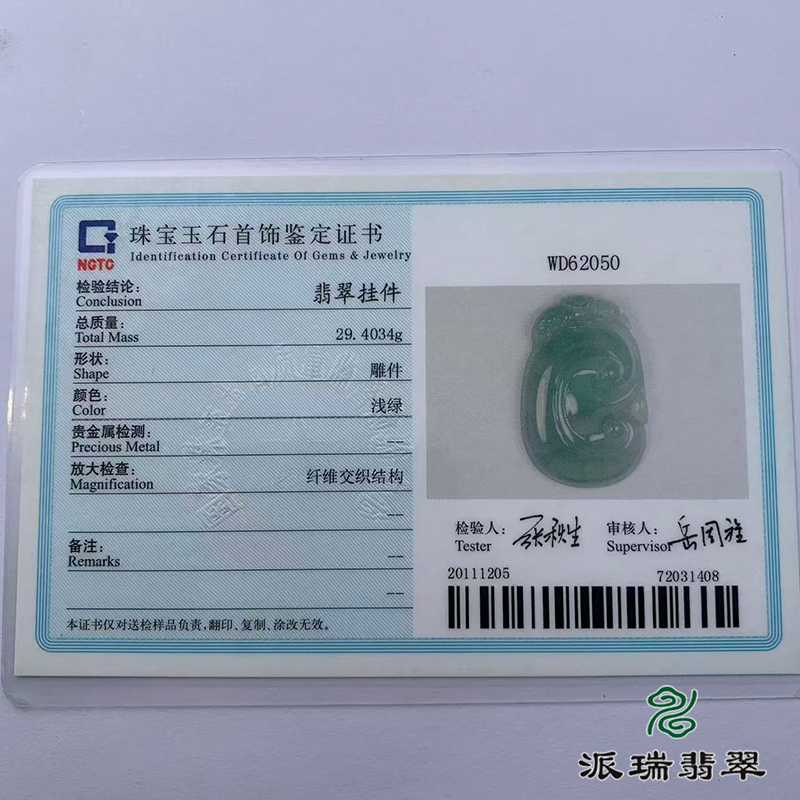 NGTC
珠宝玉石首饰鉴定证书
Identification Certificate Of Gems & Jewelry
检验结论：
Conclusion
翡翠挂件
总质量：
Total Mass
29.4034g
形状：
Shape
雕件
颜色：
Color
浅绿
贵金属检测：
Precious Metal
--
放大检查：
Magnification
纤维交织结构
--
备注：
Remarks
--
--
本证书仅对送检样品负责，翻印、复制、涂改无效。
WD62050
检验人：
Tester
审核人：
Supervisor
20111205
72031408
派瑞翡翠